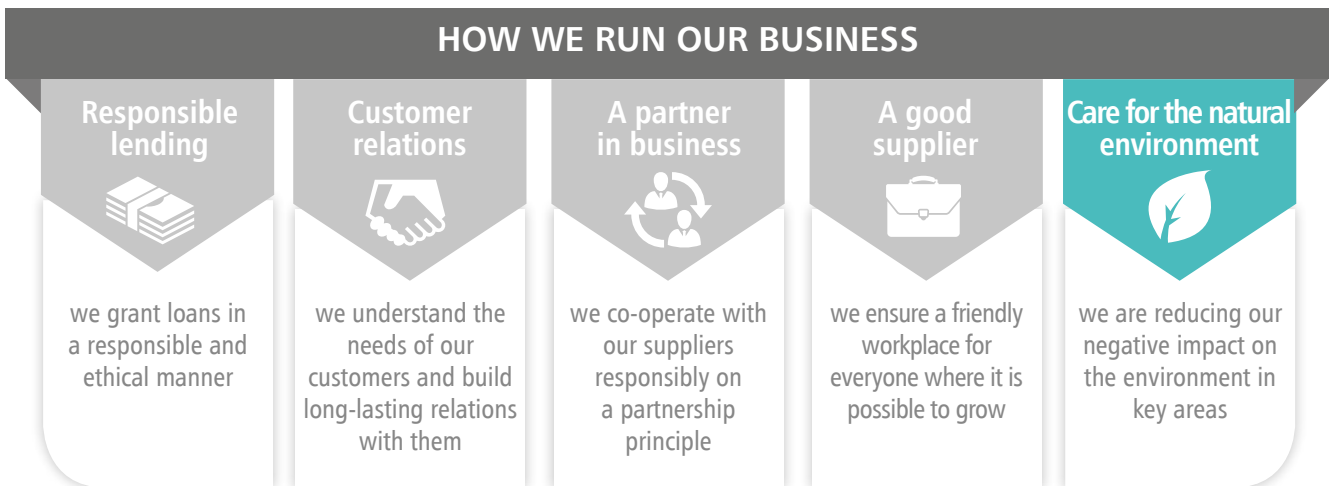 HOW WE RUN OUR BUSINESS
Responsible
lending
we grant loans in
a responsible and
ethical manner
Customer
relations
we understand the
needs of our
customers and build
long-lasting relations
with them
A partner
in business
we co-operate with
our suppliers
responsibly on
a partnership
principle
A good
supplier
we ensure a friendly
workplace for
everyone where it is
possible to grow
Care for the natural
environment
we are reducing our
negative impact on
the environment in
key areas